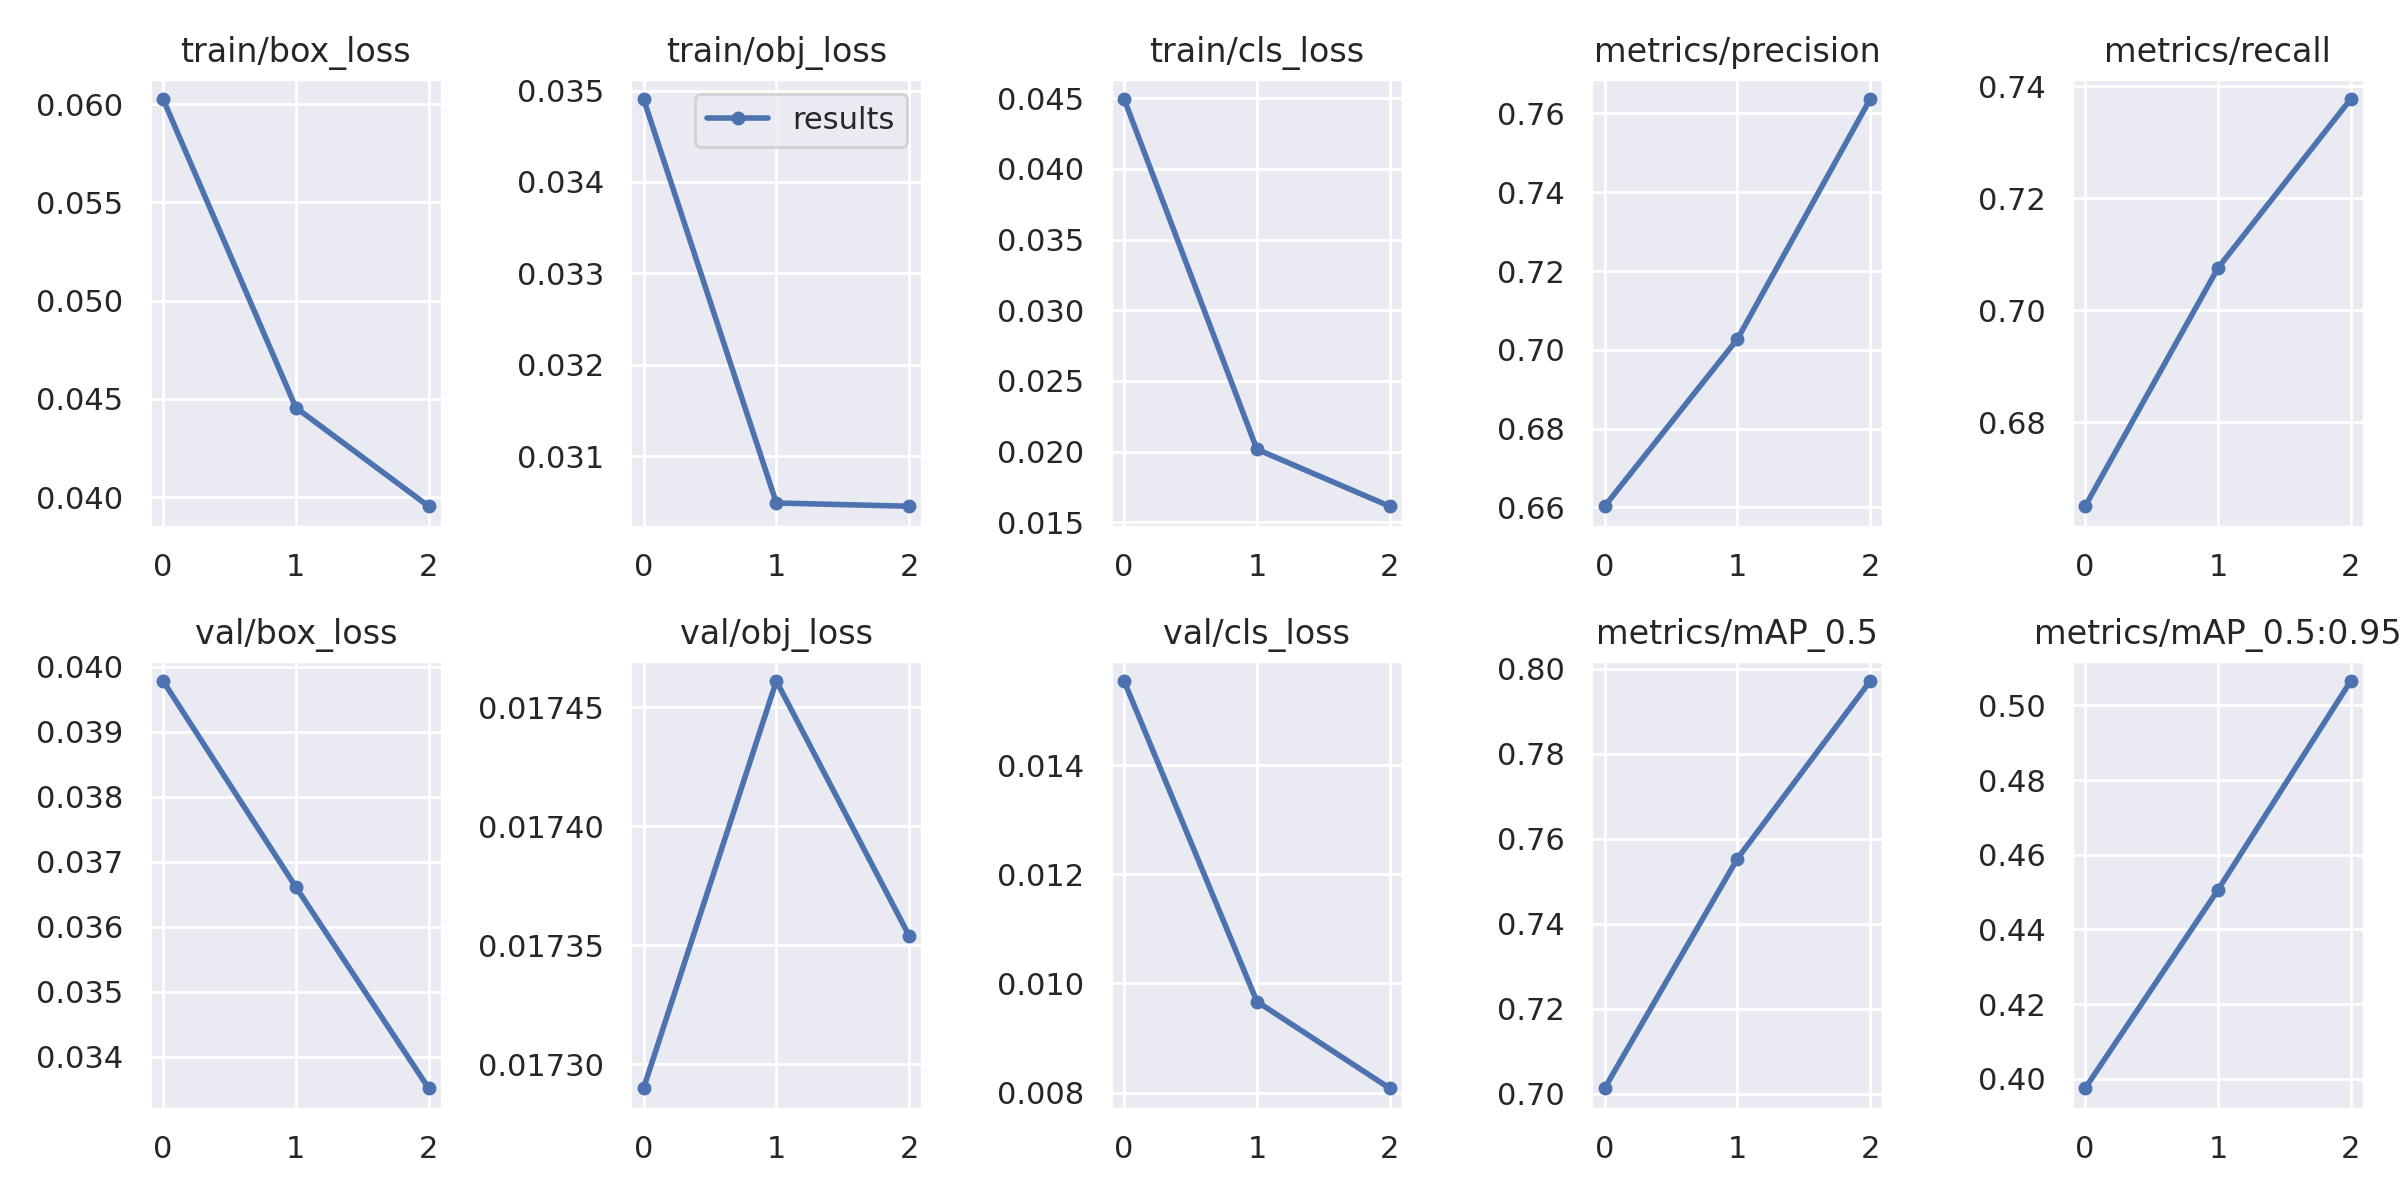 train/box_loss
0.060
0.055
0.050
0.045
0.040
0 1 2
train/obj_loss
results
0.035
0.034
0.033
0.032
0.031
0 1 2
train/cls_loss
0.045
0.040
0.035
0.030
0.025
0.020
0.015
0 1 2
metrics/precision
0.76
0.74
0.72
0.70
0.68
0.66
0 1 2
metrics/recall
0.74
0.72
0.70
0.68
0 1 2
val/box_loss
0.040
0.039
0.038
0.037
0.036
0.035
0.034
0 1 2
val/obj_loss
0.01745
0.01740
0.01735
0.01730
0 1 2
val/cls_loss
0.014
0.012
0.010
0.008
0 1 2
metrics/mAP_0.5
0.80
0.78
0.76
0.74
0.72
0.70
0 1 2
metrics/mAP_0.5:0.95
0.50
0.48
0.46
0.44
0.42
0.40
0 1 2